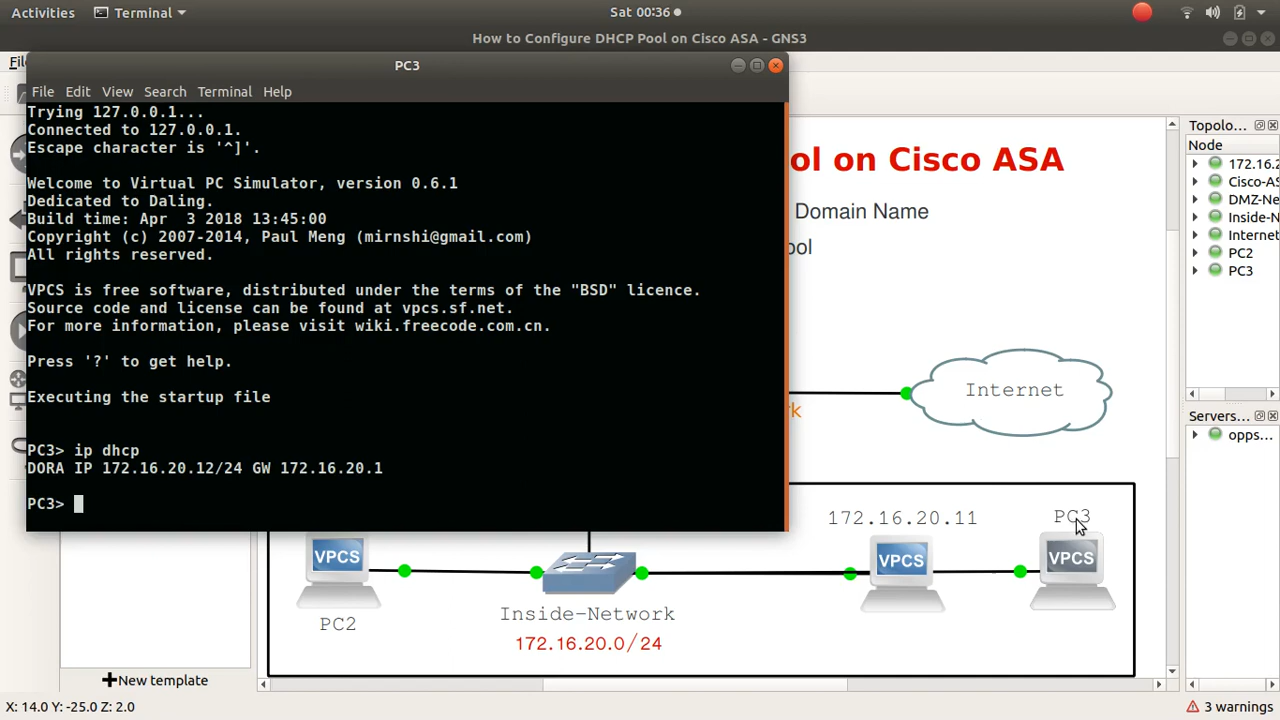 Activities
Terminal
Sat 00:36
How to Configure DHCP Pool on Cisco ASA - GNS3
PC3
File Edit View Search Terminal Help
Trying 127.0.0.1...
Connected to 127.0.0.1.
Escape character is '^]'.
Welcome to Virtual PC Simulator, version 0.6.1
Dedicated to Daling.
Build time: Apr  3 2018 13:45:00
Copyright (c) 2007-2014, Paul Meng (mirnshi@gmail.com)
All rights reserved.
VPCS is free software, distributed under the terms of the "BSD" licence.
Source code and license can be found at vpcs.sf.net.
For more information, please visit wiki.freecode.com.cn.
Press '?' to get help.
Executing the startup file
PC3> ip dhcp
DORA IP 172.16.20.12/24 GW 172.16.20.1
PC3>
ol on Cisco ASA
Domain Name
ool
Internet
rk
172.16.20.11
PC3
VPCS
VPCS
VPCS
PC2
Inside-Network
172.16.20.0/24
Topolo...
Node
172.16.2
Cisco-AS
DMZ-Ne
Inside-N
Internet
PC2
PC3
Servers...
opps...
New template
X: 14.0 Y: -25.0 Z: 2.0
3 warnings